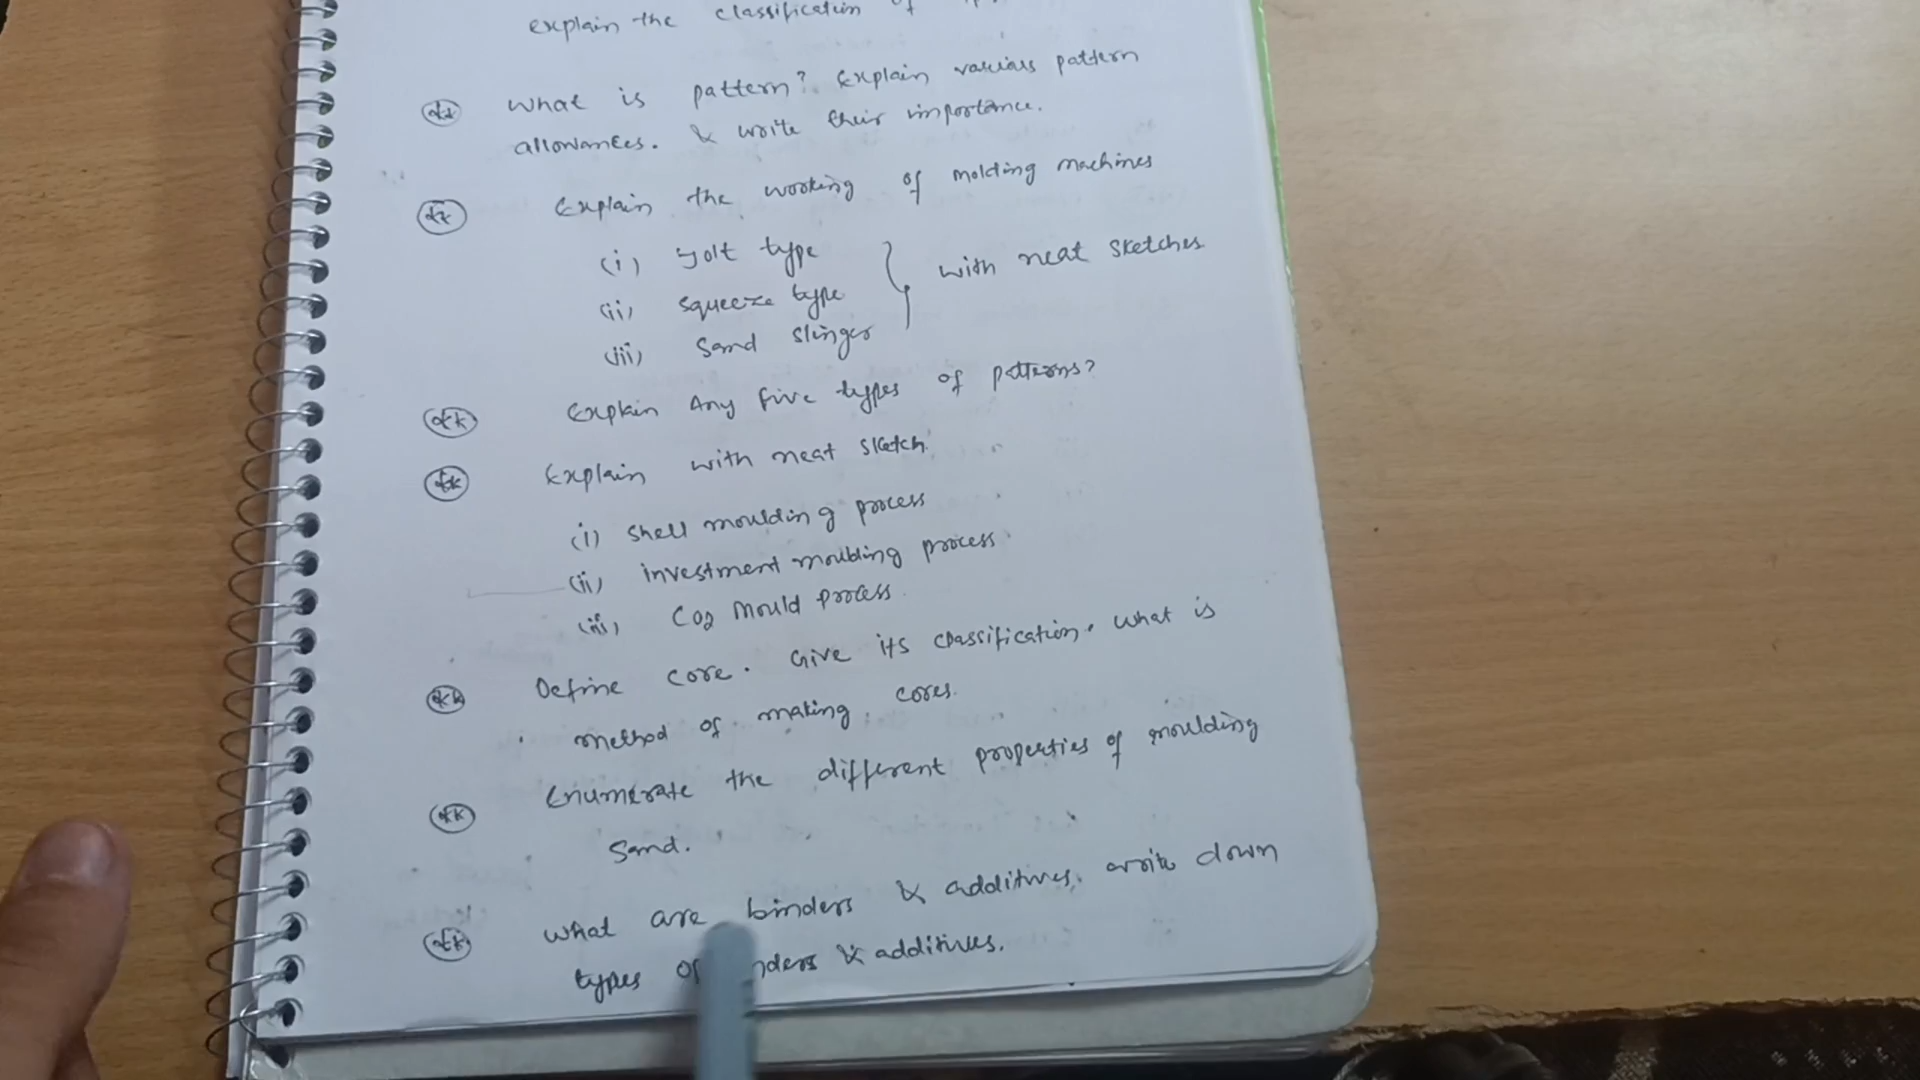 explain the classification of
What is pattern? Explain various pattern
allowances. & write their importance.
Explain the working of molding machines
(i) Jolt type
(ii) squeeze type
(iii) Sand slinger
with neat sketches
Explain Any five types of patterns?
Explain with neat sketch.
(i) shell moulding process
(ii) investment moulding process
(iii) CO2 Mould process.
Define core. Give its classification. What is
method of making cores.
Enumerate the different properties of moulding
Sand.
What are binders & additives. write down
types & additives.